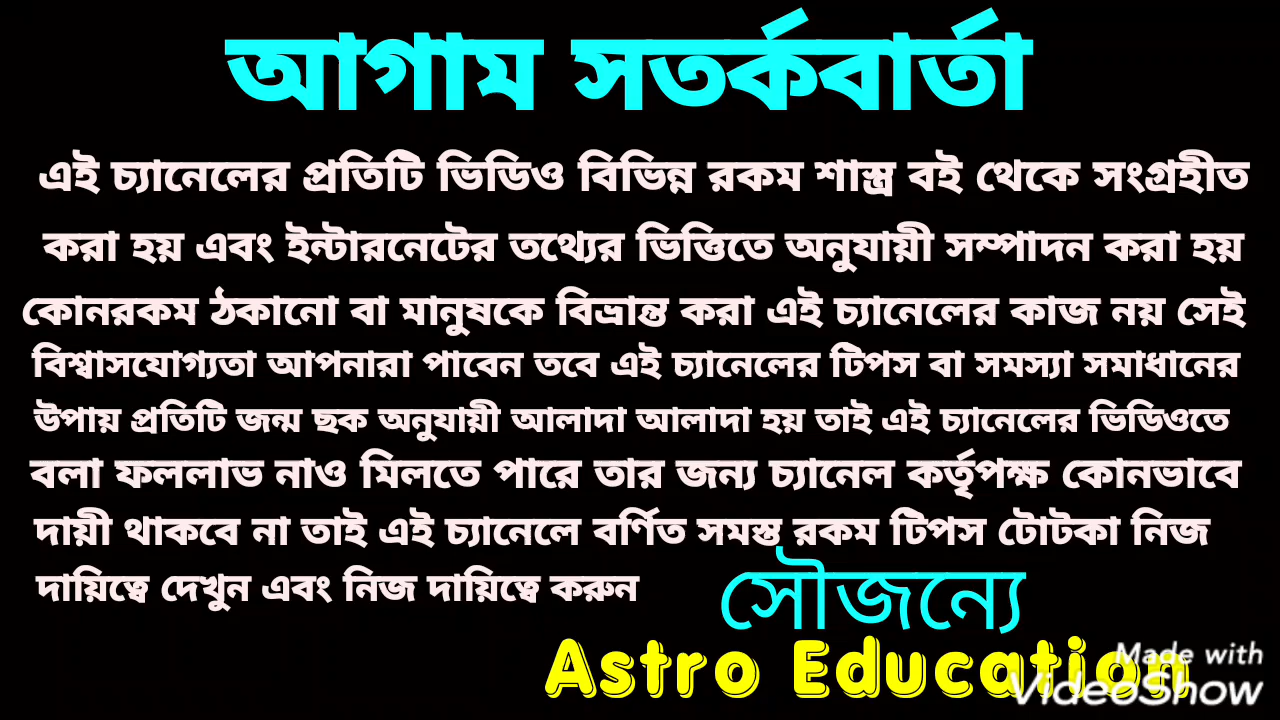 আগাম সতর্কবার্তা
এই চ্যানেলের প্রতিটি ভিডিও বিভিন্ন রকম শাস্ত্র বই থেকে সংগ্রহীত
করা হয় এবং ইন্টারনেটের তথ্যের ভিত্তিতে অনুযায়ী সম্পাদন করা হয়
কোনরকম ঠকানো বা মানুষকে বিভ্রান্ত করা এই চ্যানেলের কাজ নয় সেই
বিশ্বাসযোগ্যতা আপনারা পাবেন তবে এই চ্যানেলের টিপস বা সমস্যা সমাধানের
উপায় প্রতিটি জন্ম ছক অনুযায়ী আলাদা আলাদা হয় তাই এই চ্যানেলের ভিডিওতে
বলা ফললাভ নাও মিলতে পারে তার জন্য চ্যানেল কর্তৃপক্ষ কোনভাবে
দায়ী থাকবে না তাই এই চ্যানেলে বর্ণিত সমস্ত রকম টিপস টোটকা নিজ
দায়িত্বে দেখুন এবং নিজ দায়িত্বে করুন
সৌজন্যে
Astro Education
Made with
VideoShow